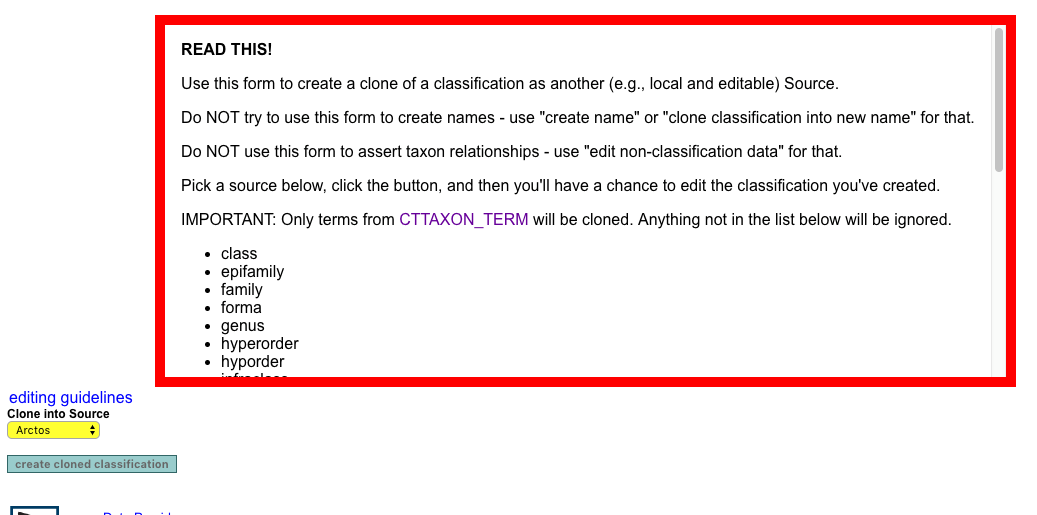 READ THIS!
Use this form to create a clone of a classification as another (e.g., local and editable) Source.
Do NOT try to use this form to create names - use "create name" or "clone classification into new name" for that.
Do NOT use this form to assert taxon relationships - use "edit non-classification data" for that.
Pick a source below, click the button, and then you'll have a chance to edit the classification you've created.
IMPORTANT: Only terms from CTTAXON_TERM will be cloned. Anything not in the list below will be ignored.
• class
• epifamily
• family
• forma
• genus
• hyperorder
• hyporder
editing guidelines
Clone into Source
Arctos
create cloned classification